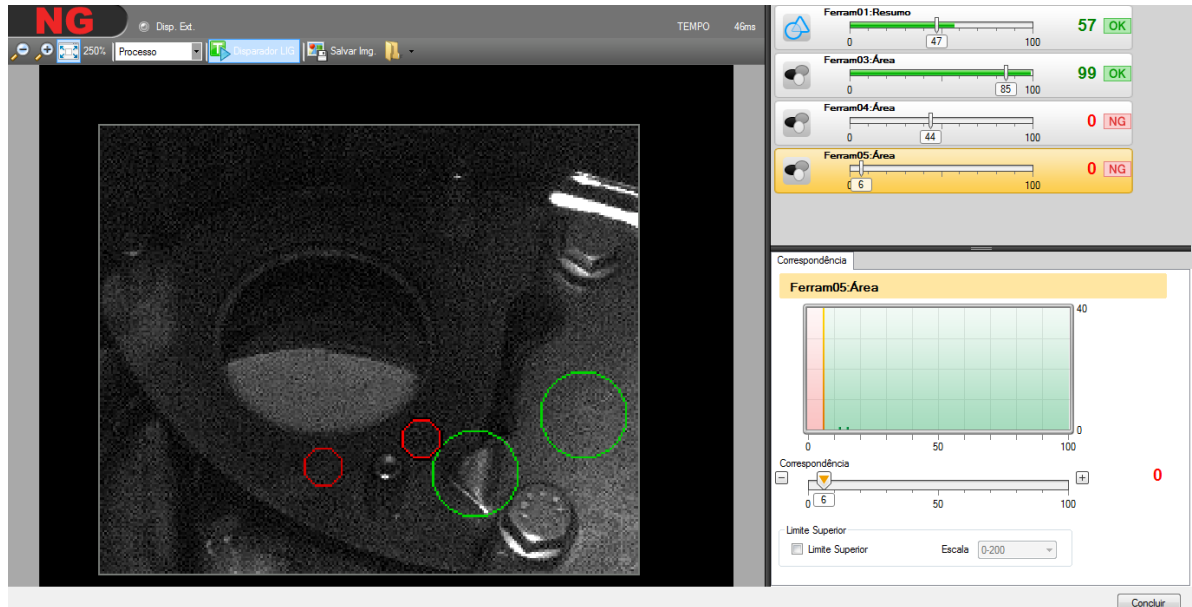 NG
Disp. Ext.
TEMPO 46ms
250% Processo Disparador LIG Salvar Img.
Ferram01:Resumo
57 OK
0 47 100
Ferram03:Área
99 OK
0 85 100
Ferram04:Área
0 NG
0 44 100
Ferram05:Área
0 NG
0 6 100
Correspondência
Ferram05:Área
40
0
0 50 100
Correspondência
0
0 6 50 100
Limite Superior
Limite Superior Escala 0-200
Concluir